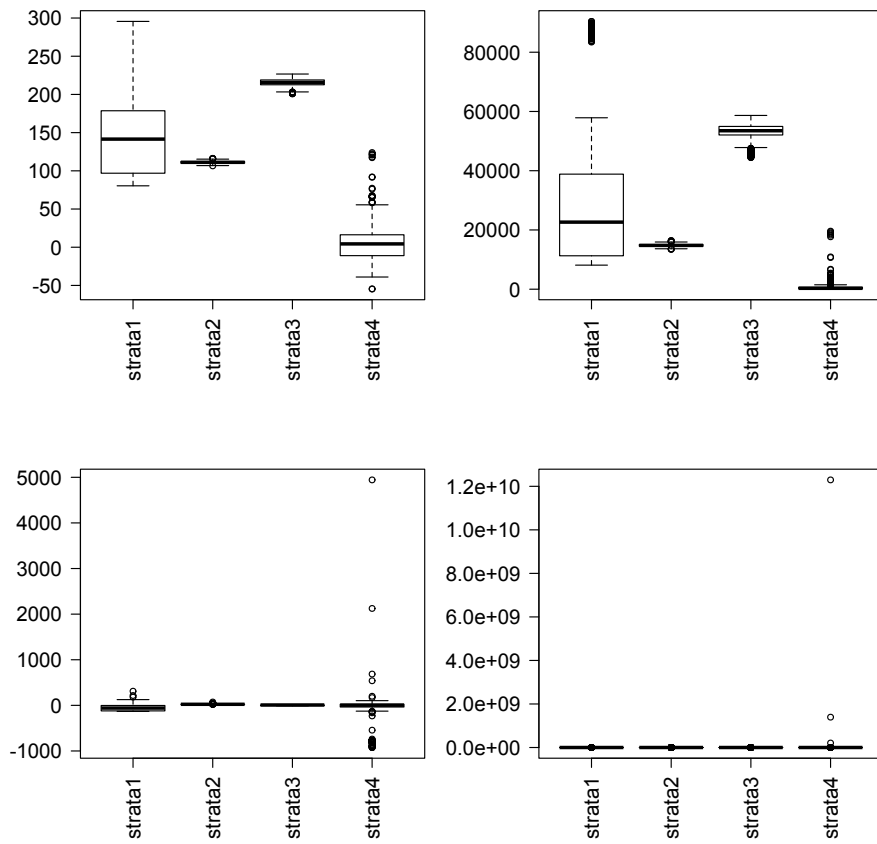 300
250
200
150
100
50
0
-50
strata1
strata2
strata3
strata4
80000
60000
40000
20000
0
strata1
strata2
strata3
strata4
5000
4000
3000
2000
1000
0
-1000
strata1
strata2
strata3
strata4
1.2e+10
1.0e+10
8.0e+09
6.0e+09
4.0e+09
2.0e+09
0.0e+00
strata1
strata2
strata3
strata4